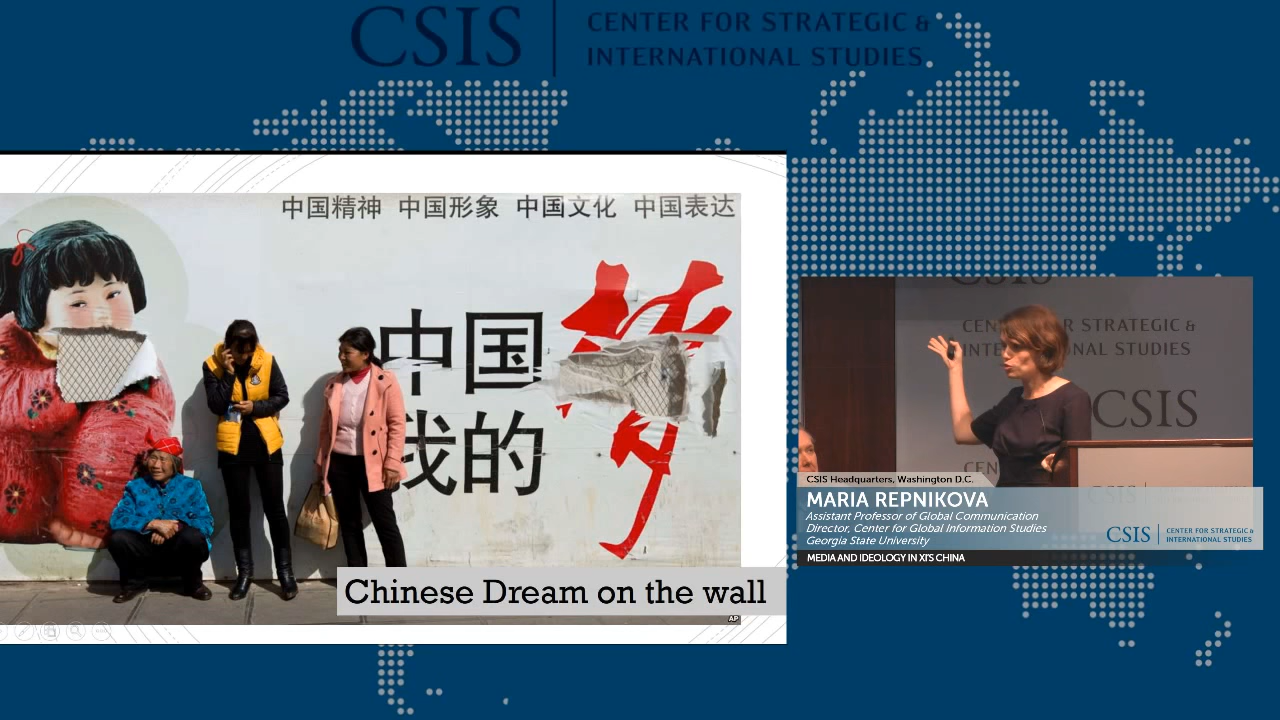 CSIS
CENTER FOR STRATEGIC &
INTERNATIONAL STUDIES
中国精神 中国形象 中国文化 中国表达
中国
我的
梦
Chinese Dream on the wall
AP
CSIS
CENTER FOR STRATEGIC &
INTERNATIONAL STUDIES
CSIS
CSIS Headquarters, Washington D.C.
MARIA REPNIKOVA
Assistant Professor of Global Communication
Director, Center for Global Information Studies
Georgia State University
CSIS
CENTER FOR STRATEGIC &
INTERNATIONAL STUDIES
MEDIA AND IDEOLOGY IN XI'S CHINA